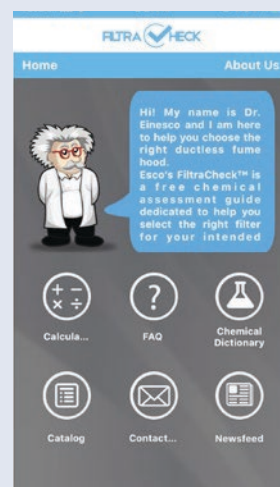 FILTRA CHECK
Home About Us
Hi! My name is Dr.
Einesco and I am here
to help you choose the
right ductless fume
hood.
Esco's FiltraCheck™ is
a free chemical
assessment guide
dedicated to help you
select the right filter
for your intended
Calcula... FAQ Chemical
Dictionary
Catalog Contact... Newsfeed